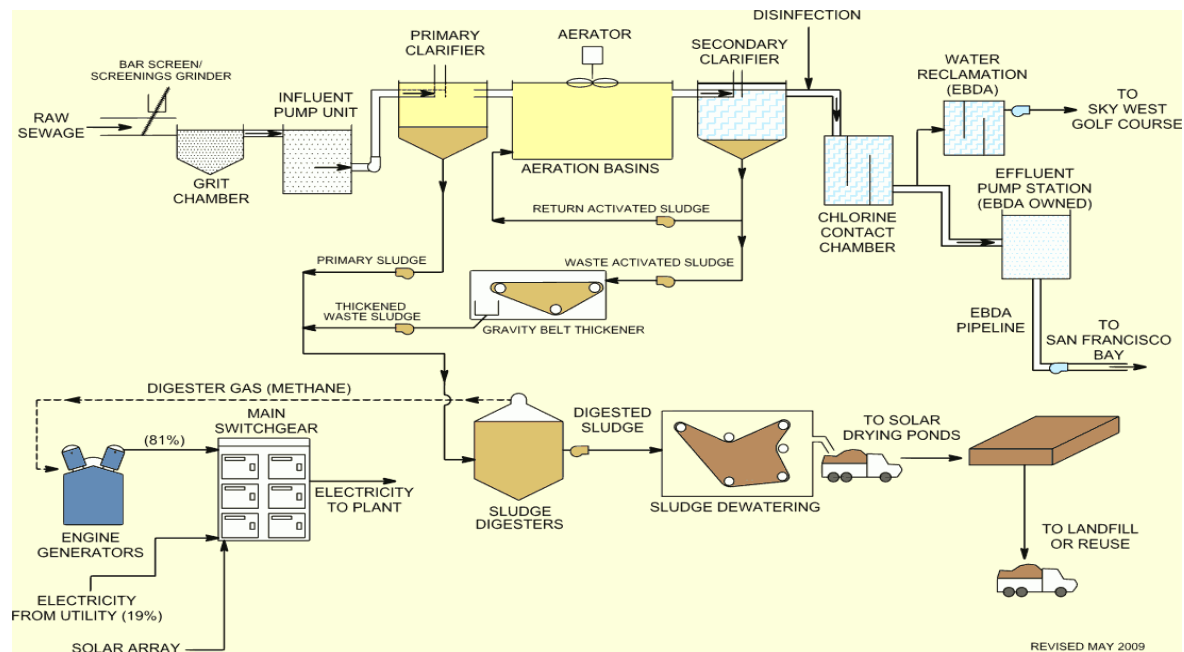 DISINFECTION
PRIMARY
CLARIFIER
AERATOR
SECONDARY
CLARIFIER
BAR SCREEN/
SCREENINGS GRINDER
WATER
RECLAMATION
(EBDA)
INFLUENT
PUMP UNIT
TO
SKY WEST
GOLF COURSE
RAW
SEWAGE
GRIT
CHAMBER
AERATION BASINS
EFFLUENT
PUMP STATION
(EBDA OWNED)
CHLORINE
CONTACT
CHAMBER
RETURN ACTIVATED SLUDGE
PRIMARY SLUDGE
WASTE ACTIVATED SLUDGE
THICKENED
WASTE SLUDGE
GRAVITY BELT THICKENER
EBDA
PIPELINE
TO
SAN FRANCISCO
BAY
DIGESTER GAS (METHANE)
MAIN
SWITCHGEAR
(81%)
DIGESTED
SLUDGE
TO SOLAR
DRYING PONDS
ELECTRICITY
TO PLANT
SLUDGE
DIGESTERS
SLUDGE DEWATERING
ENGINE
GENERATORS
TO LANDFILL
OR REUSE
ELECTRICITY
FROM UTILITY (19%)
SOLAR ARRAY
REVISED MAY 2009